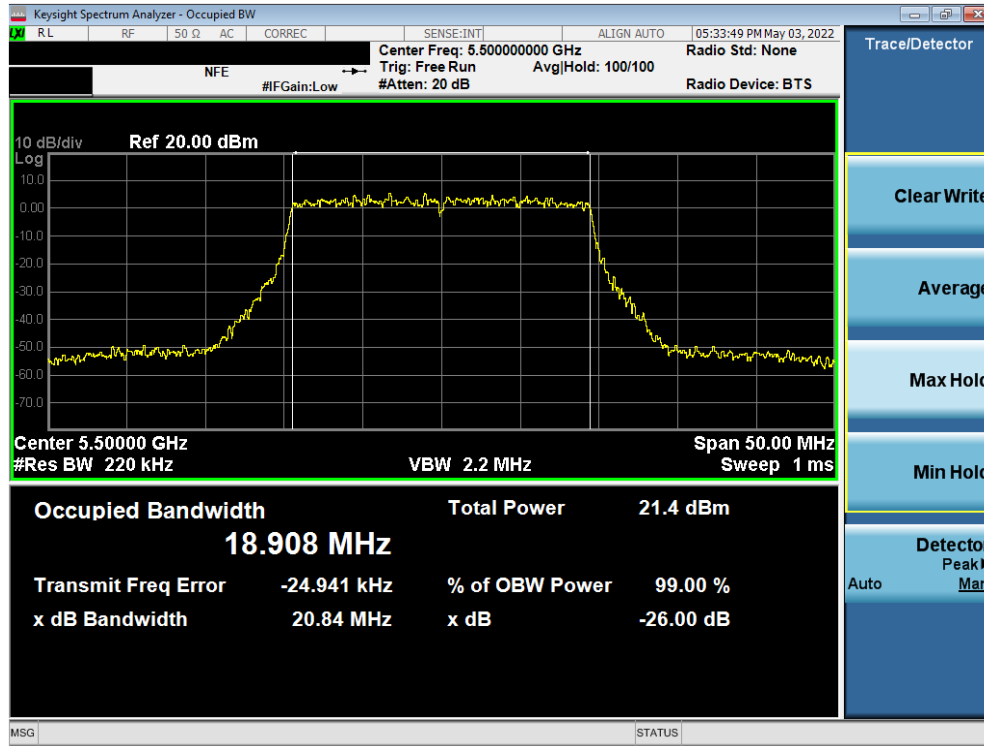 Keysight Spectrum Analyzer - Occupied BW
LXI RL RF 50 Ω AC CORREC SENSE:INT ALIGN AUTO 05:33:49 PM May 03, 2022
Center Freq: 5.500000000 GHz Radio Std: None
NFE Trig: Free Run Avg|Hold: 100/100
#IFGain:Low #Atten: 20 dB Radio Device: BTS
10 dB/div Ref 20.00 dBm
Log
10.0
0.00
-10.0
-20.0
-30.0
-40.0
-50.0
-60.0
-70.0
Center 5.50000 GHz Span 50.00 MHz
#Res BW 220 kHz VBW 2.2 MHz Sweep 1 ms
Occupied Bandwidth Total Power 21.4 dBm
18.908 MHz
Transmit Freq Error -24.941 kHz % of OBW Power 99.00 %
x dB Bandwidth 20.84 MHz x dB -26.00 dB
Trace/Detector
Clear Write
Average
Max Hold
Min Hold
Detector
Peak
Auto Man
MSG STATUS